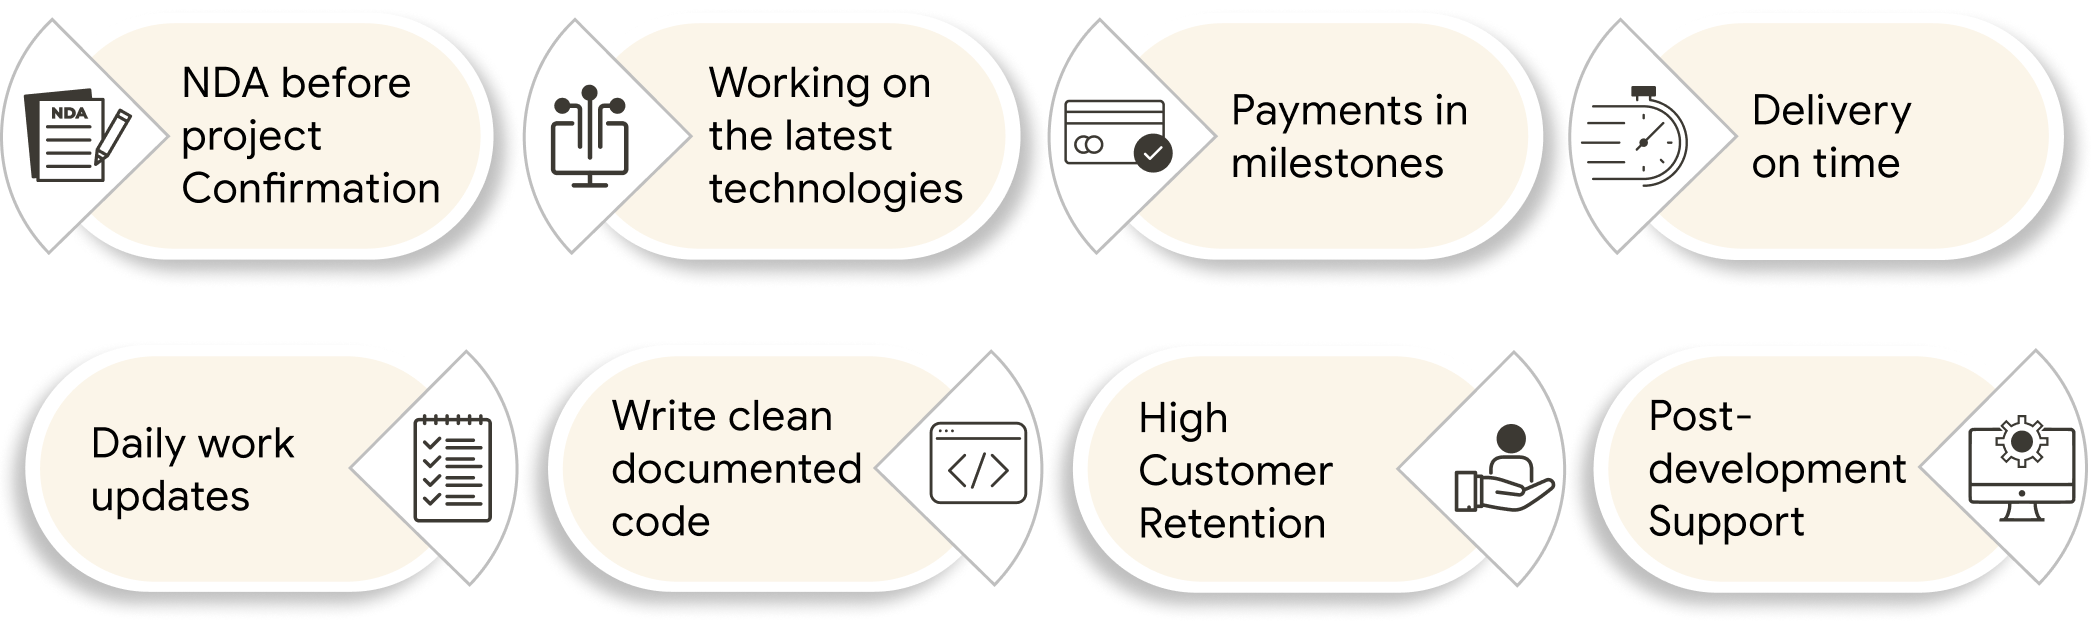 NDA
NDA before
project
Confirmation
Working on
the latest
technologies
Payments in
milestones
Delivery
on time
Daily work
updates
Write clean
documented
code
</>
High
Customer
Retention
Post-
development
Support